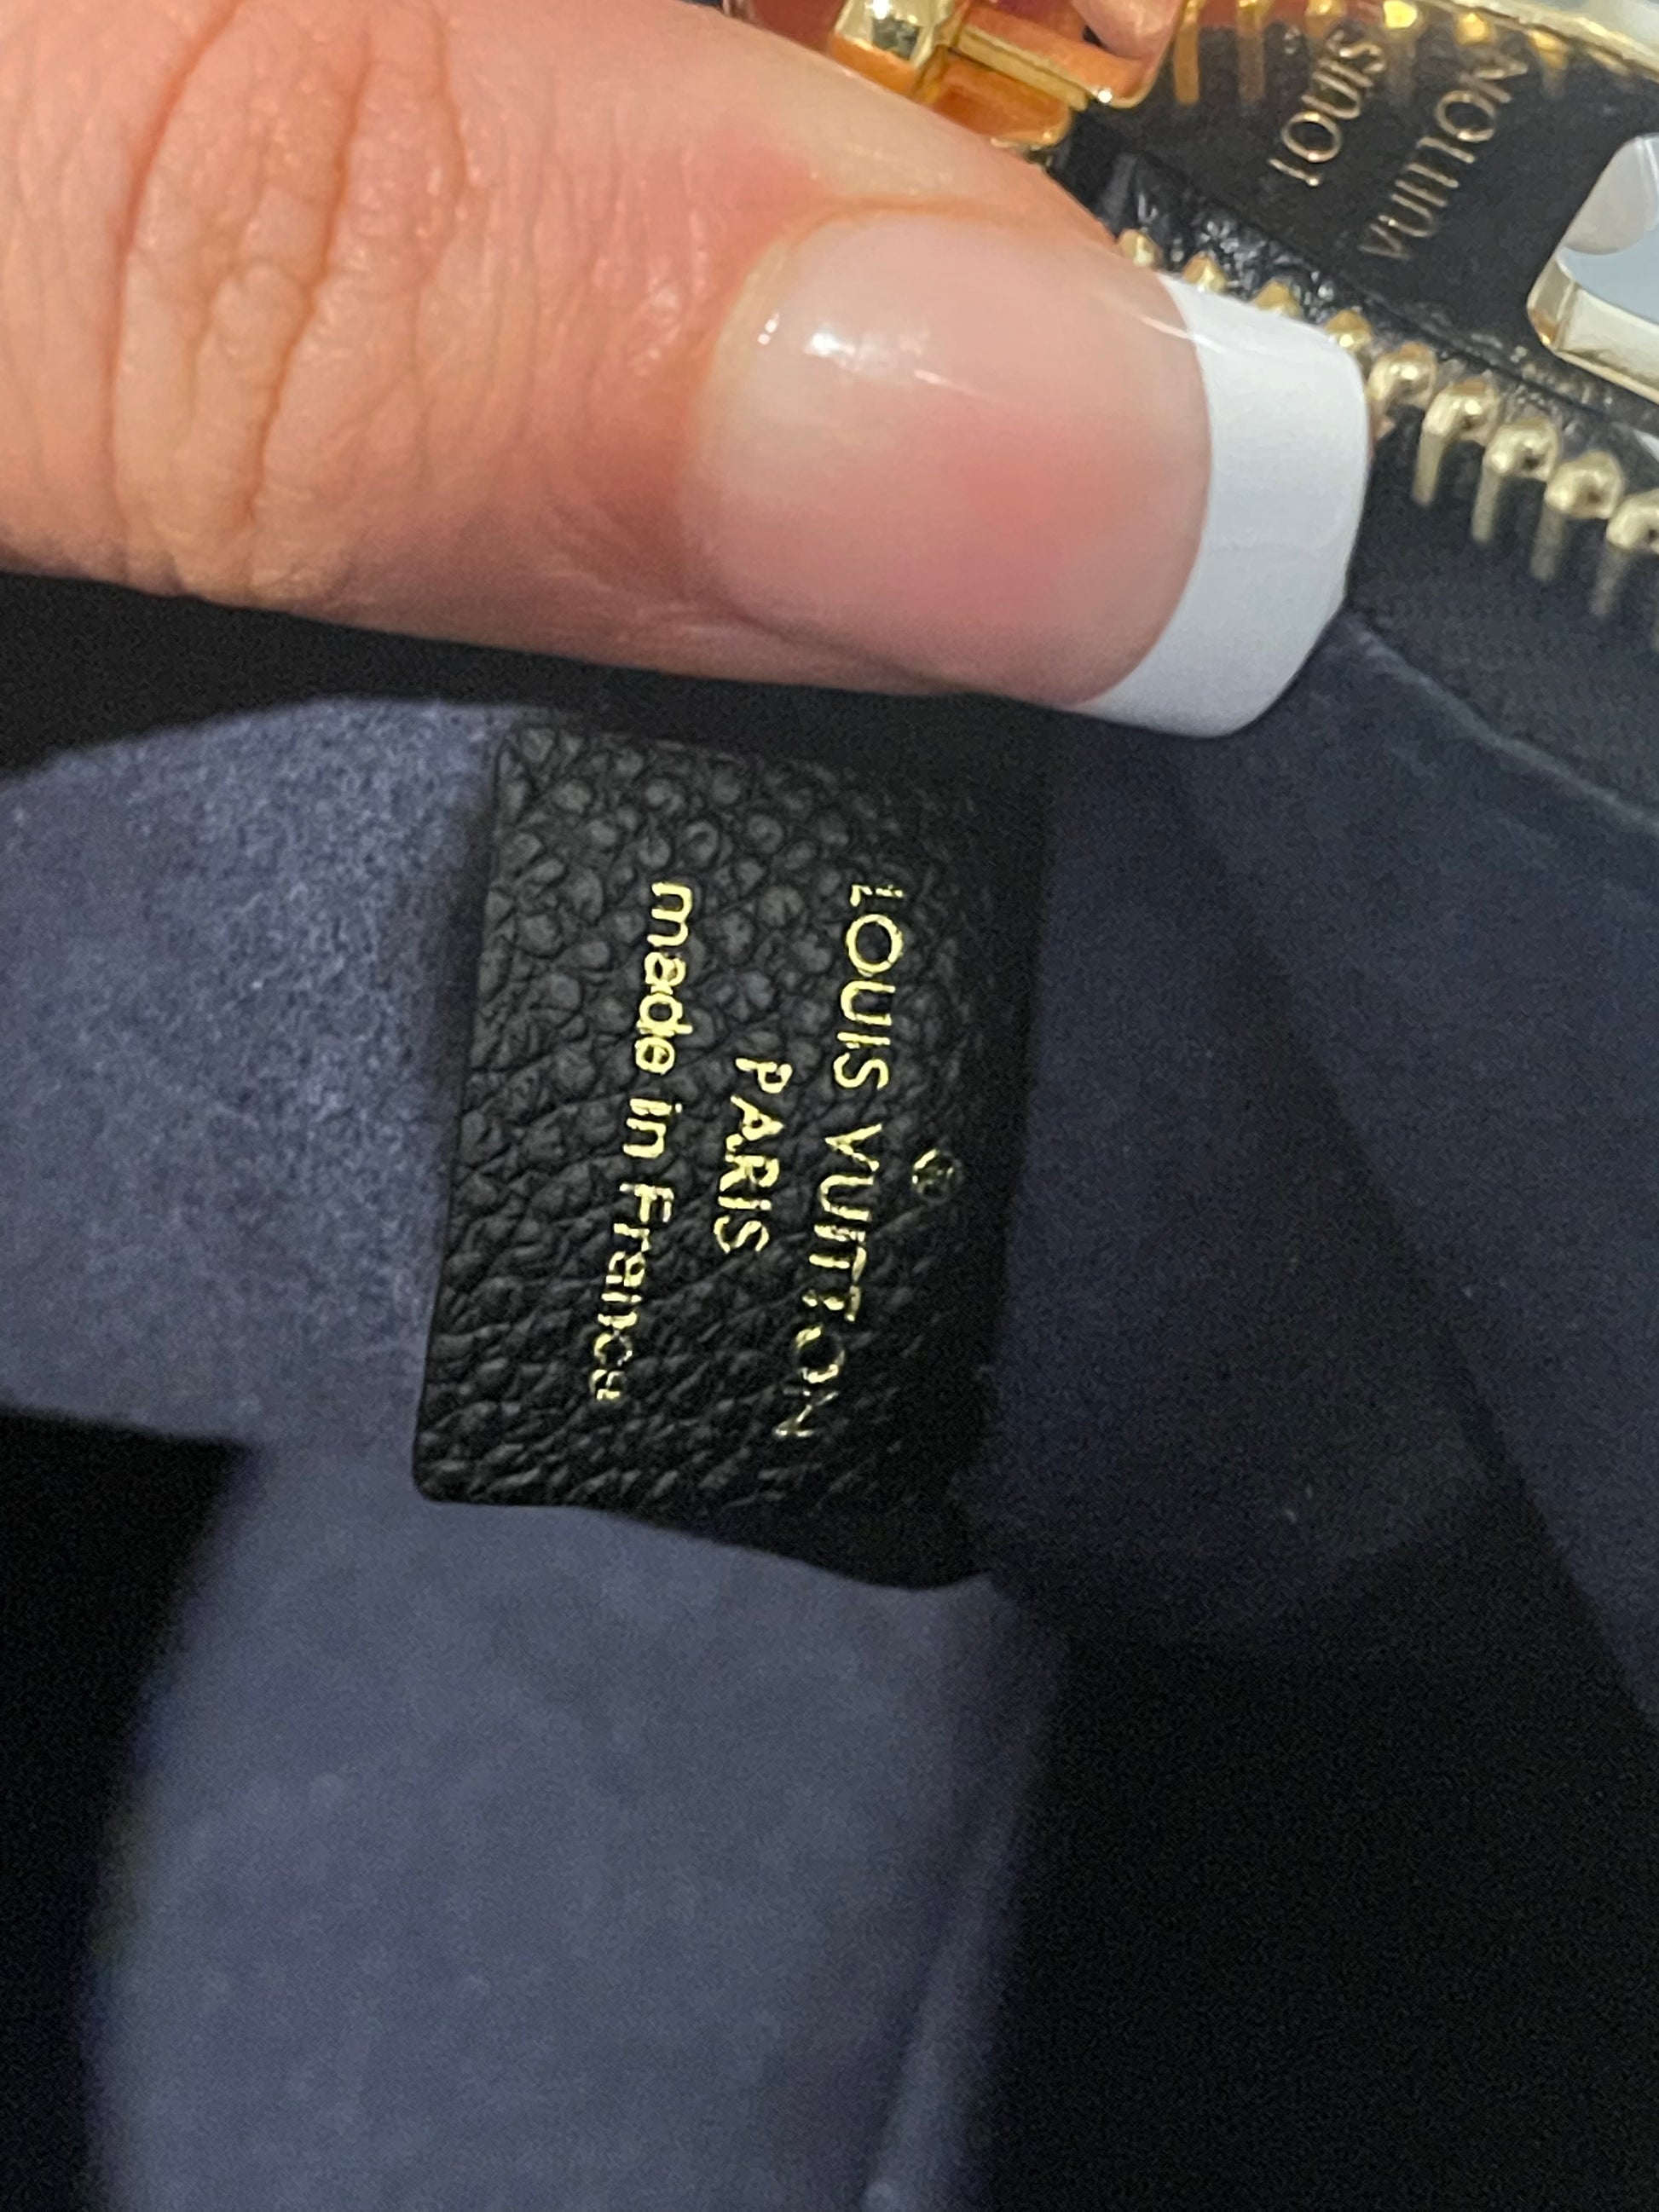 LOUIS
VUITTON
®
LOUIS VUITTON
PARIS
made in France